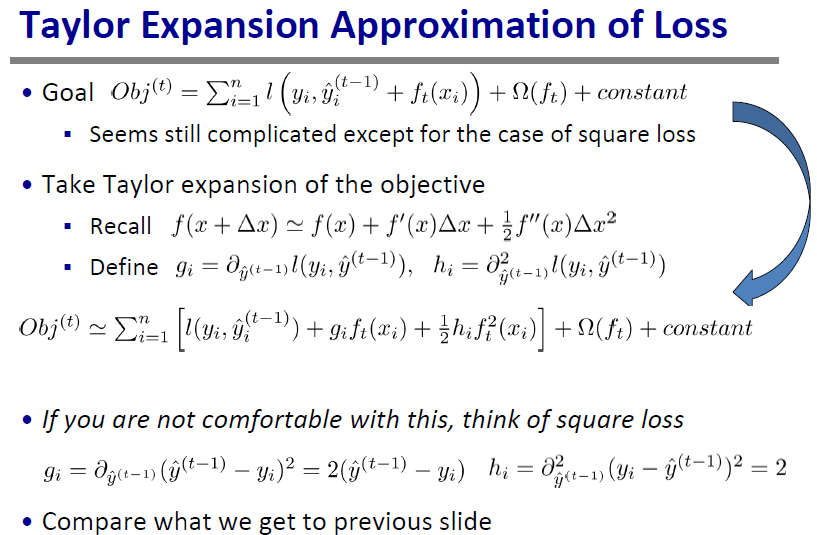 Taylor Expansion Approximation of Loss
• Goal $Obj^{(t)} = \sum_{i=1}^{n} l\left(y_i, \hat{y}_i^{(t-1)} + f_t(x_i)\right) + \Omega(f_t) + constant$
▪ Seems still complicated except for the case of square loss
• Take Taylor expansion of the objective
▪ Recall $f(x + \Delta x) \simeq f(x) + f'(x)\Delta x + \frac{1}{2} f''(x)\Delta x^2$
▪ Define $g_i = \partial_{\hat{y}^{(t-1)}} l(y_i, \hat{y}^{(t-1)}), \quad h_i = \partial^2_{\hat{y}^{(t-1)}} l(y_i, \hat{y}^{(t-1)})$
$Obj^{(t)} \simeq \sum_{i=1}^{n} \left[ l(y_i, \hat{y}_i^{(t-1)}) + g_i f_t(x_i) + \frac{1}{2} h_i f_t^2(x_i) \right] + \Omega(f_t) + constant$
• If you are not comfortable with this, think of square loss
$g_i = \partial_{\hat{y}^{(t-1)}} (\hat{y}^{(t-1)} - y_i)^2 = 2(\hat{y}^{(t-1)} - y_i) \quad h_i = \partial^2_{\hat{y}^{(t-1)}} (y_i - \hat{y}^{(t-1)})^2 = 2$
• Compare what we get to previous slide